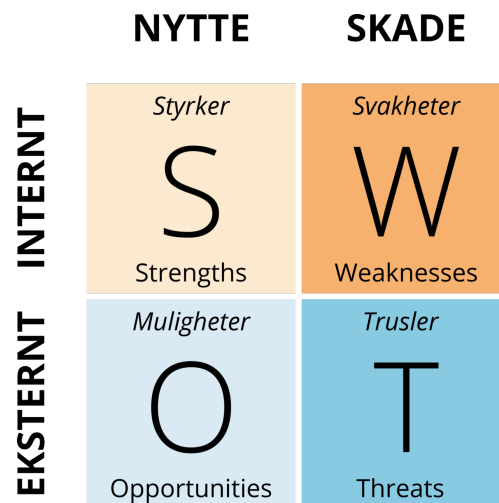 NYTTE
SKADE
INTERNT
Styrker
S
Strengths
Svakheter
W
Weaknesses
EKSTERNT
Muligheter
O
Opportunities
Trusler
T
Threats